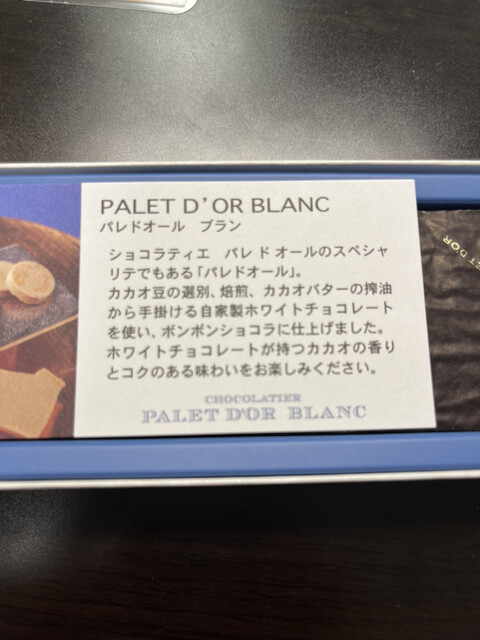 PALET D'OR BLANC
パレドオール ブラン
ショコラティエ パレ ド オールのスペシャ
リテでもある「パレドオール」。
カカオ豆の選別、焙煎、カカオバターの搾油
から手掛ける自家製ホワイトチョコレート
を使い、ボンボンショコラに仕上げました。
ホワイトチョコレートが持つカカオの香り
とコクのある味わいをお楽しみください。
CHOCOLATIER
PALET D'OR BLANC
ET D'OR